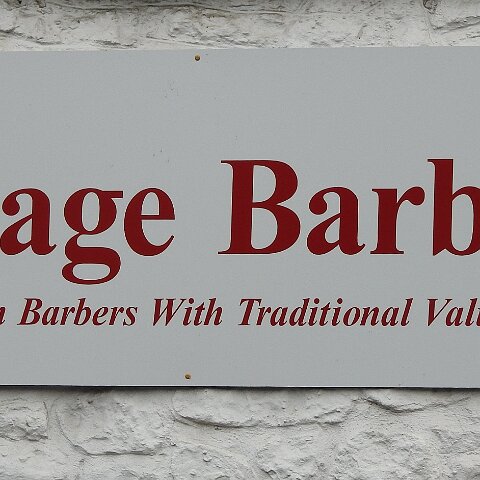 age Barb
n Barbers With Traditional Val